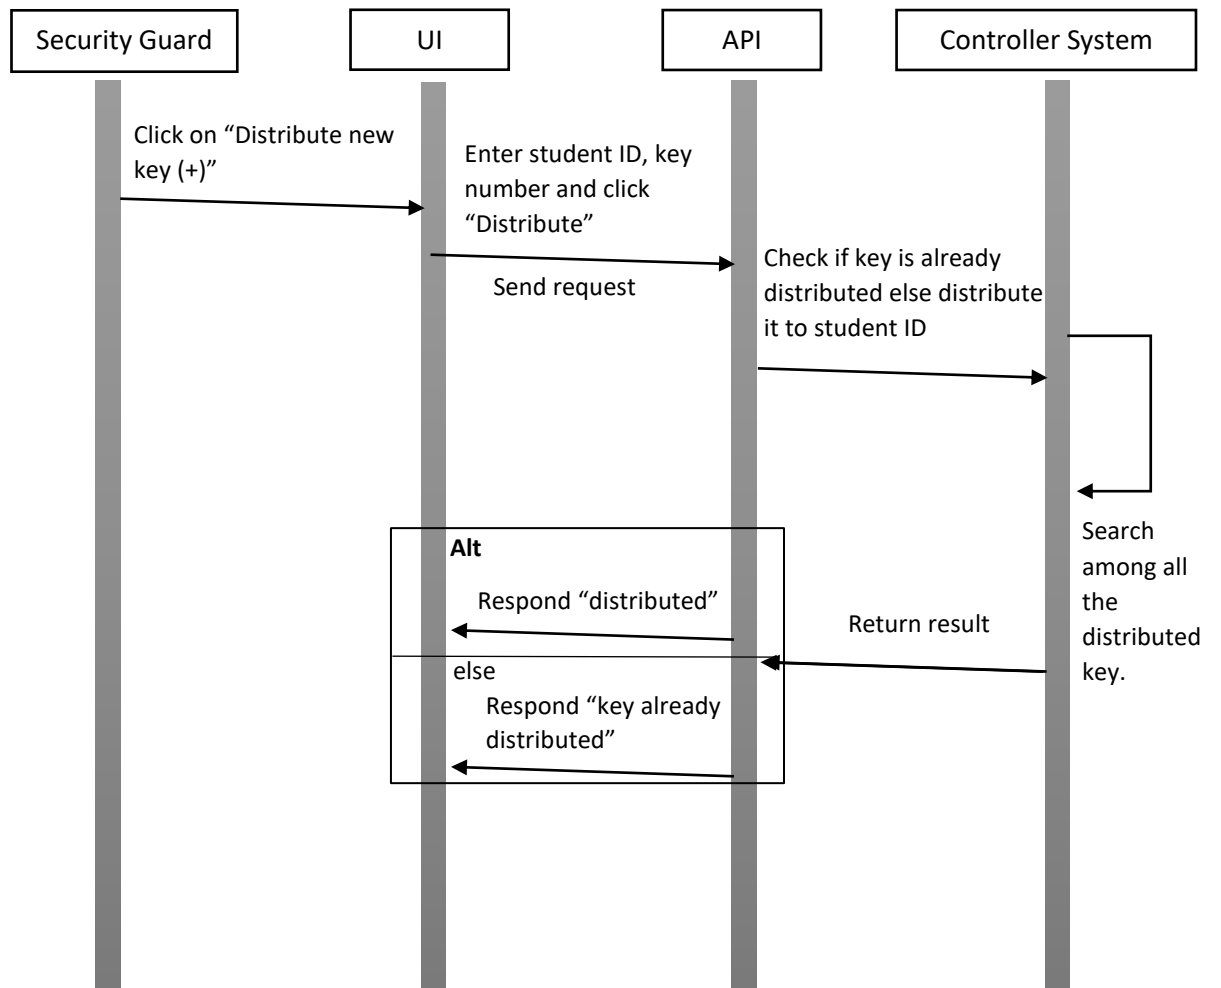 Security Guard
UI
API
Controller System
Click on “Distribute new
key (+)”
Enter student ID, key
number and click
“Distribute”
Send request
Check if key is already
distributed else distribute
it to student ID
Search
among all
the
distributed
key.
Alt
Respond “distributed”
Return result
else
Respond “key already
distributed”